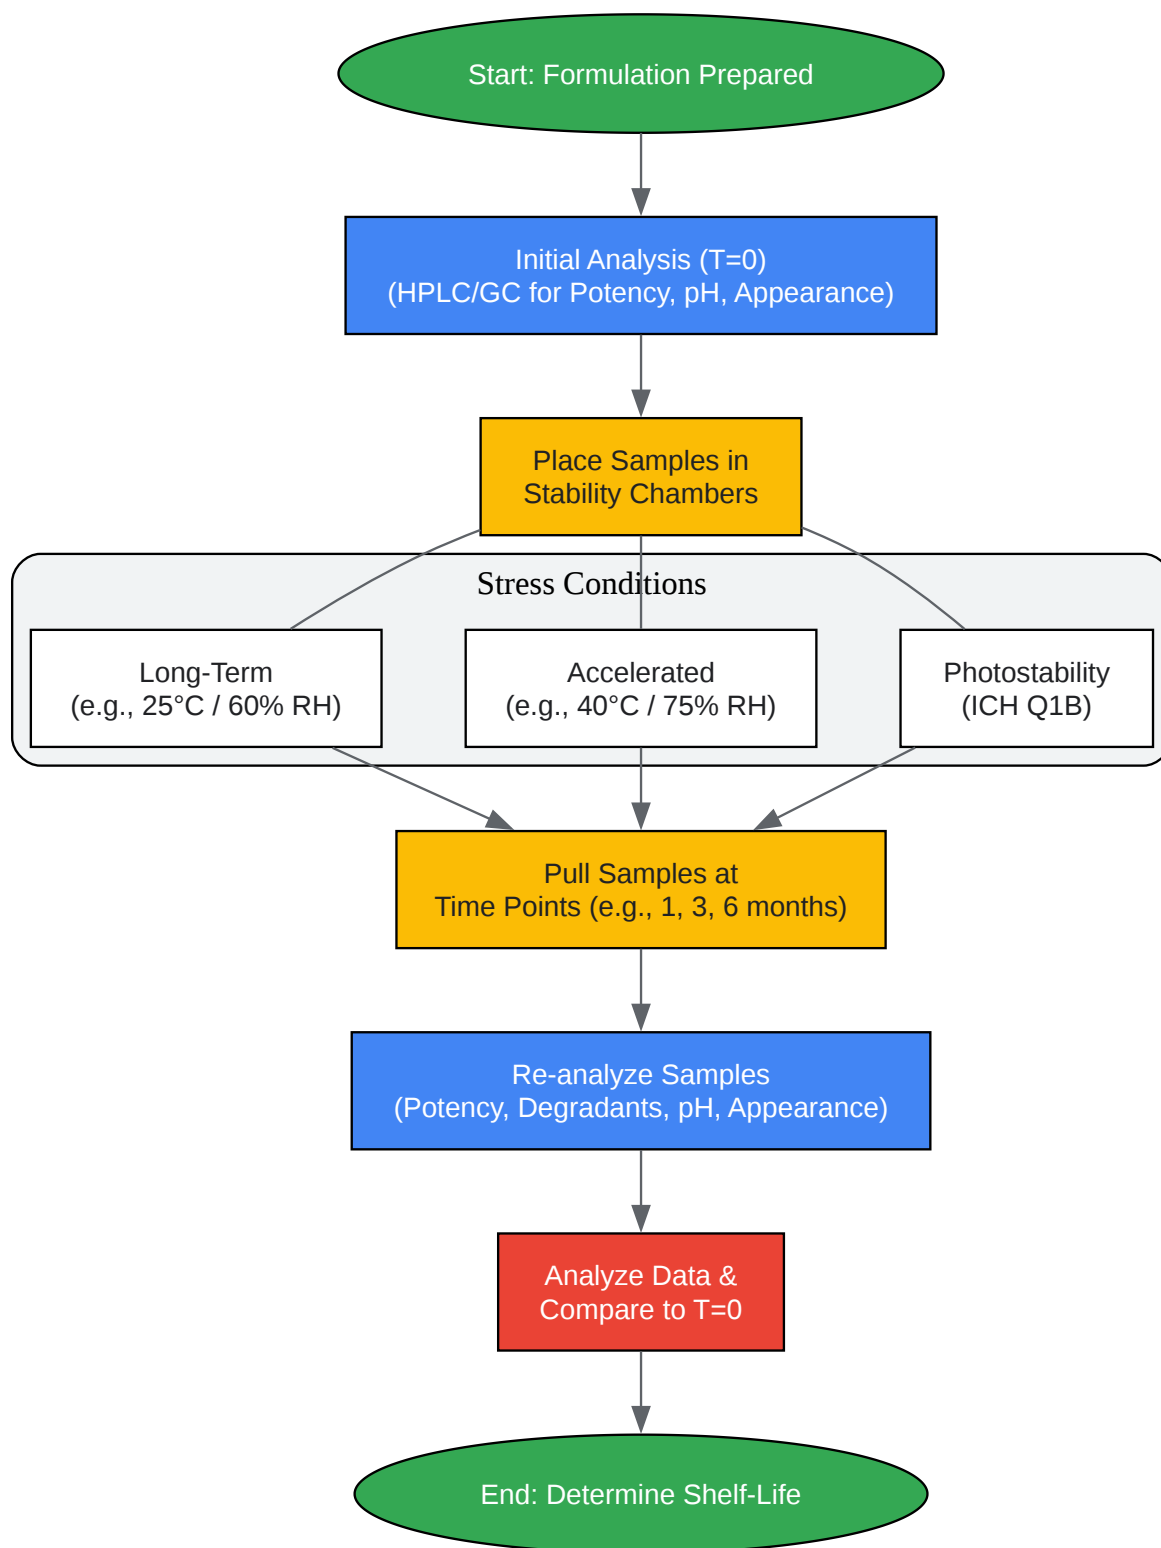 Start: Formulation Prepared
Initial Analysis (T=0)
(HPLC/GC for Potency, pH, Appearance)
Place Samples in
Stability Chambers
Stress Conditions
Long-Term
(e.g., 25°C / 60% RH)
Accelerated
(e.g., 40°C / 75% RH)
Photostability
(ICH Q1B)
Pull Samples at
Time Points (e.g., 1, 3, 6 months)
Re-analyze Samples
(Potency, Degradants, pH, Appearance)
Analyze Data &
Compare to T=0
End: Determine Shelf-Life